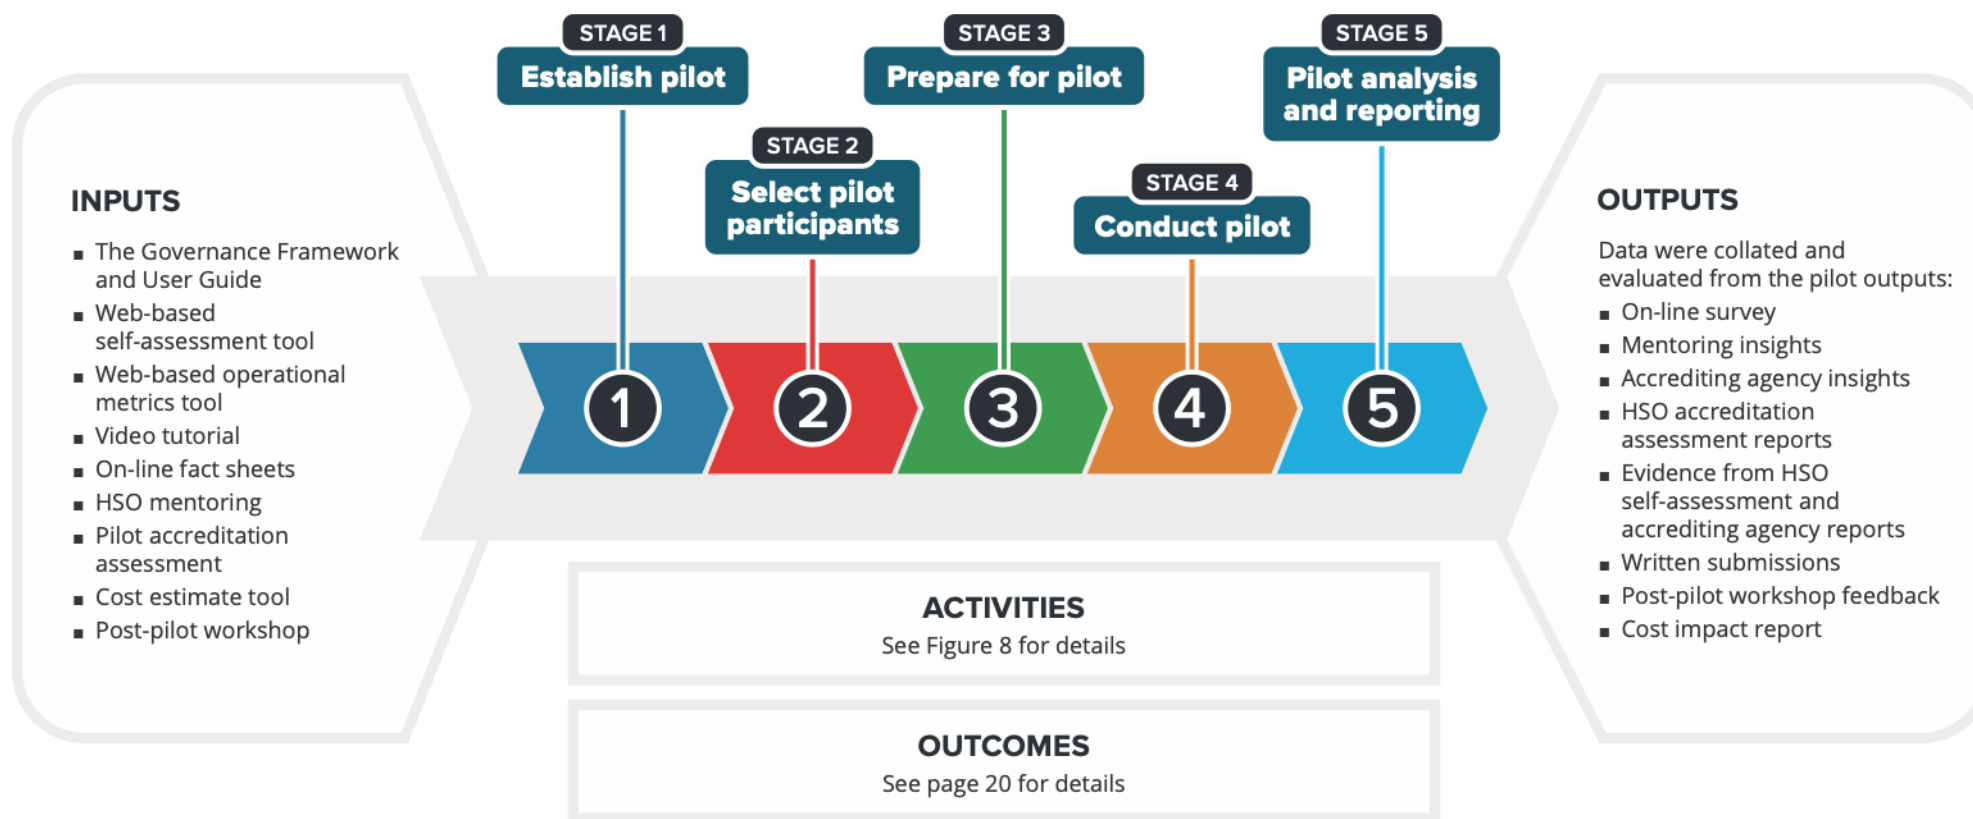 INPUTS
■ The Governance Framework
and User Guide
■ Web-based
self-assessment tool
■ Web-based operational
metrics tool
■ Video tutorial
■ On-line fact sheets
■ HSO mentoring
■ Pilot accreditation
assessment
■ Cost estimate tool
■ Post-pilot workshop
STAGE 1
Establish pilot
STAGE 2
Select pilot
participants
STAGE 3
Prepare for pilot
STAGE 4
Conduct pilot
STAGE 5
Pilot analysis
and reporting
1
2
3
4
5
ACTIVITIES
See Figure 8 for details
OUTCOMES
See page 20 for details
OUTPUTS
Data were collated and
evaluated from the pilot outputs:
■ On-line survey
■ Mentoring insights
■ Accrediting agency insights
■ HSO accreditation
assessment reports
■ Evidence from HSO
self-assessment and
accrediting agency reports
■ Written submissions
■ Post-pilot workshop feedback
■ Cost impact report